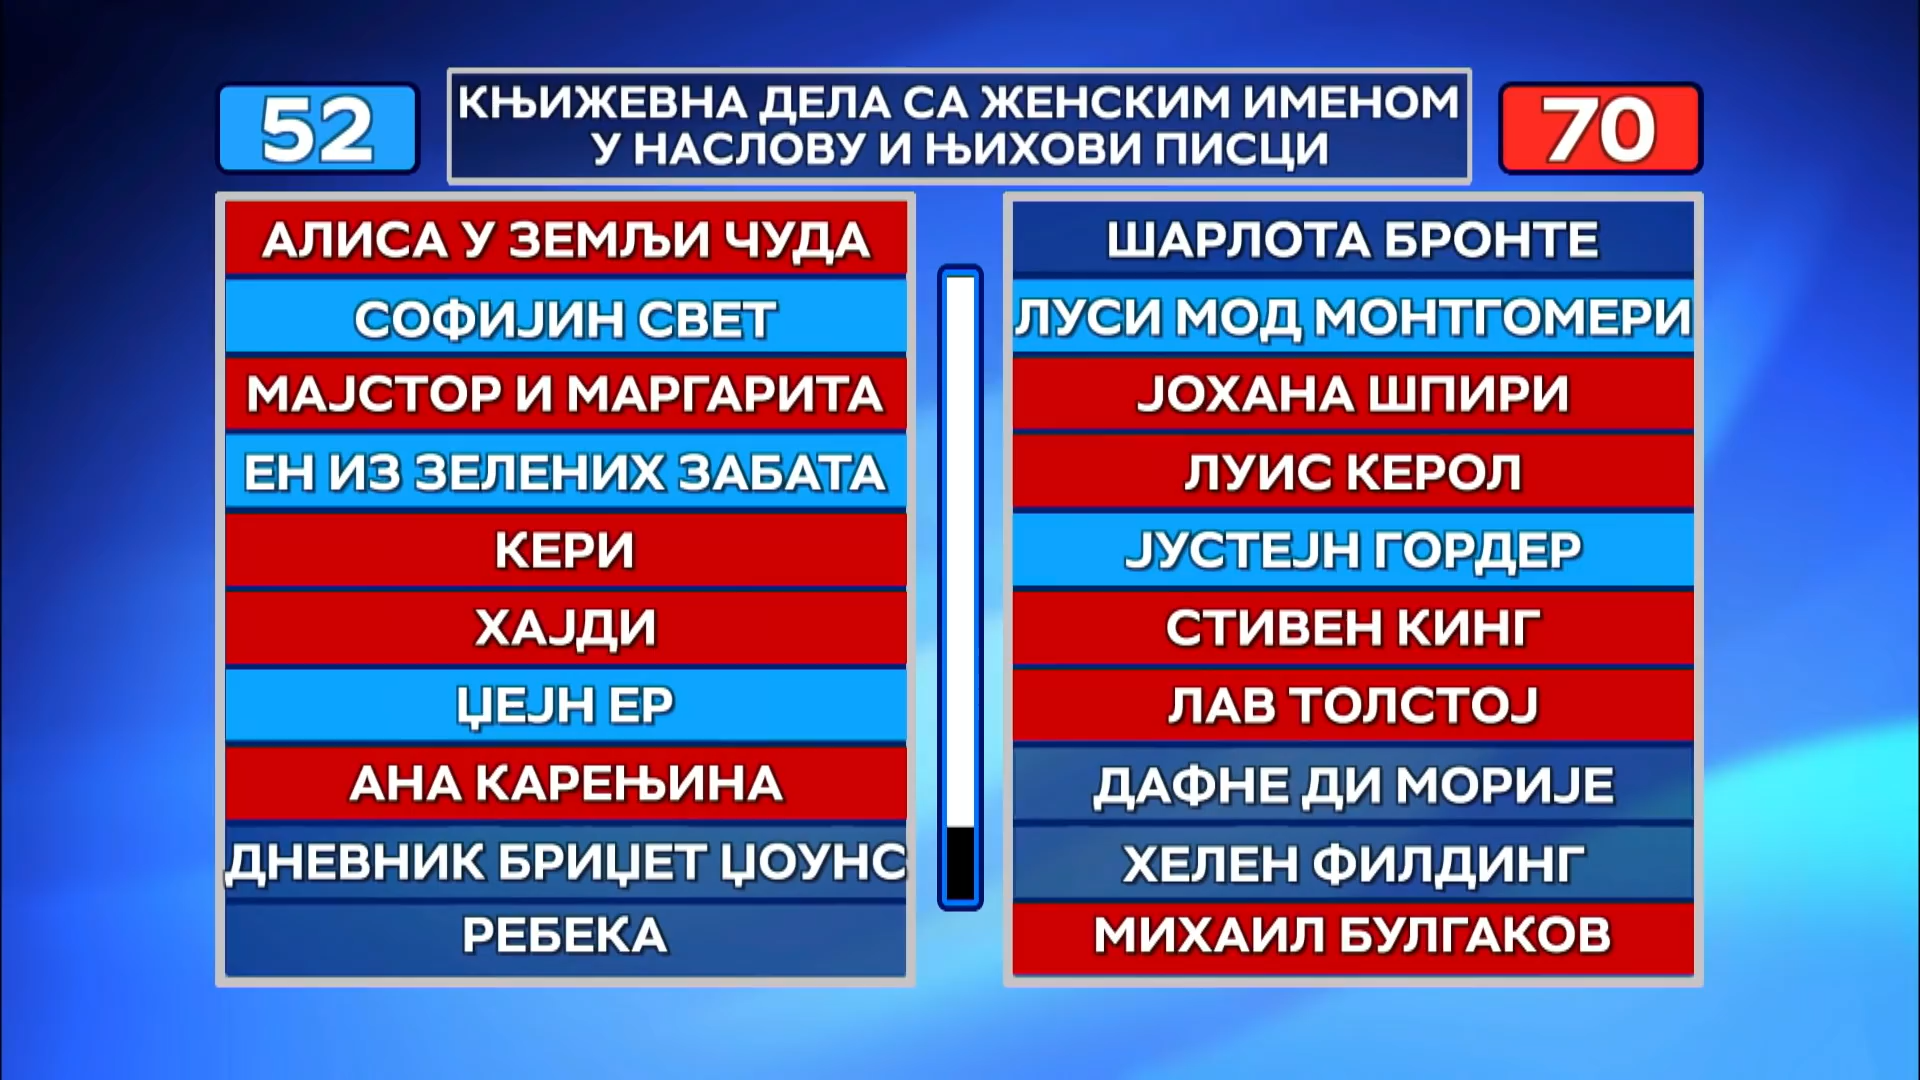 52
КЊИЖЕВНА ДЕЛА СА ЖЕНСКИМ ИМЕНОМ
У НАСЛОВУ И ЊИХОВИ ПИСЦИ
70
АЛИСА У ЗЕМЉИ ЧУДА
СОФИЈИН СВЕТ
МАЈСТОР И МАРГАРИТА
ЕН ИЗ ЗЕЛЕНИХ ЗАБАТА
КЕРИ
ХАЈДИ
ЏЕЈН ЕР
АНА КАРЕЊИНА
ДНЕВНИК БРИЏЕТ ЏОУНС
РЕБЕКА
ШАРЛОТА БРОНТЕ
ЛУСИ МОД МОНТГОМЕРИ
ЈОХАНА ШПИРИ
ЛУИС КЕРОЛ
ЈУСТЕЈН ГОРДЕР
СТИВЕН КИНГ
ЛАВ ТОЛСТОЈ
ДАФНЕ ДИ МОРИЈЕ
ХЕЛЕН ФИЛДИНГ
МИХАИЛ БУЛГАКОВ